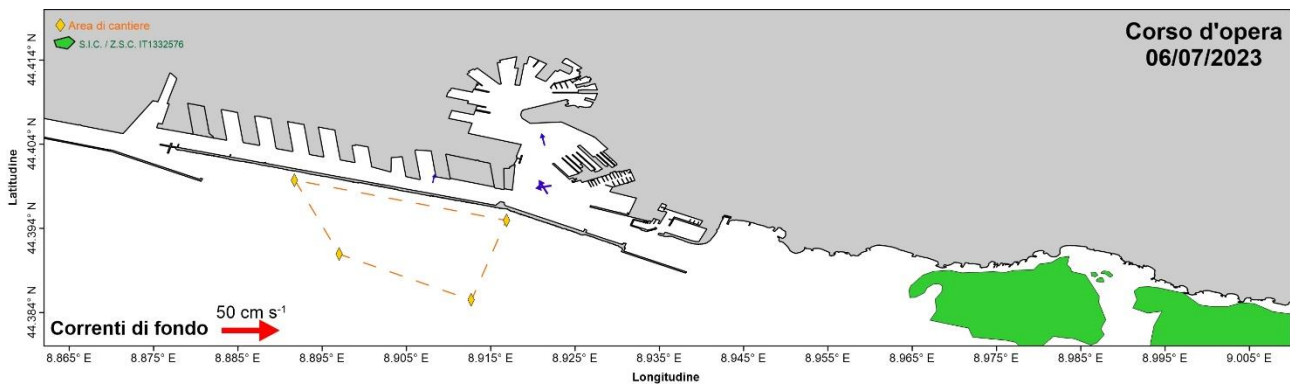 Area di cantiere
S.I.C. / Z.S.C. IT1332576
Corso d'opera
06/07/2023
44.414° N
44.404° N
44.394° N
44.384° N
Latitudine
Correnti di fondo
50 cm s⁻¹
8.865° E
8.875° E
8.885° E
8.895° E
8.905° E
8.915° E
8.925° E
8.935° E
8.945° E
8.955° E
8.965° E
8.975° E
8.985° E
8.995° E
9.005° E
Longitudine